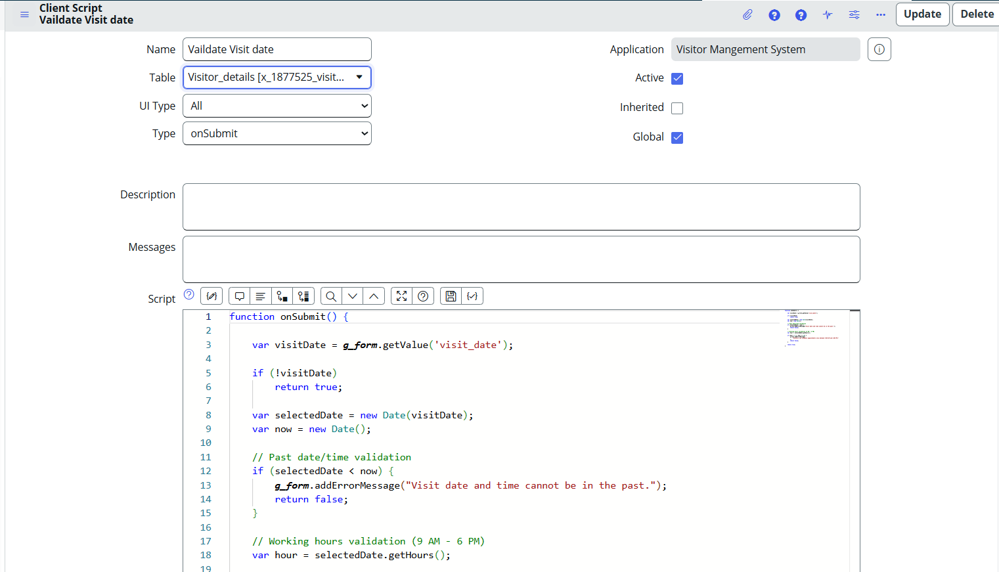 Client Script
Vaildate Visit date
Update
Delete
Name
Vaildate Visit date
Application
Visitor Mangement System
Table
Visitor_details [x_1877525_visit...
Active
UI Type
All
Inherited
Type
onSubmit
Global
Description
Messages
Script
1 function onSubmit() {
2
3 var visitDate = g_form.getValue('visit_date');
4
5 if (!visitDate)
6 return true;
7
8 var selectedDate = new Date(visitDate);
9 var now = new Date();
10
11 // Past date/time validation
12 if (selectedDate < now) {
13 g_form.addErrorMessage("Visit date and time cannot be in the past.");
14 return false;
15 }
16
17 // Working hours validation (9 AM - 6 PM)
18 var hour = selectedDate.getHours();
19